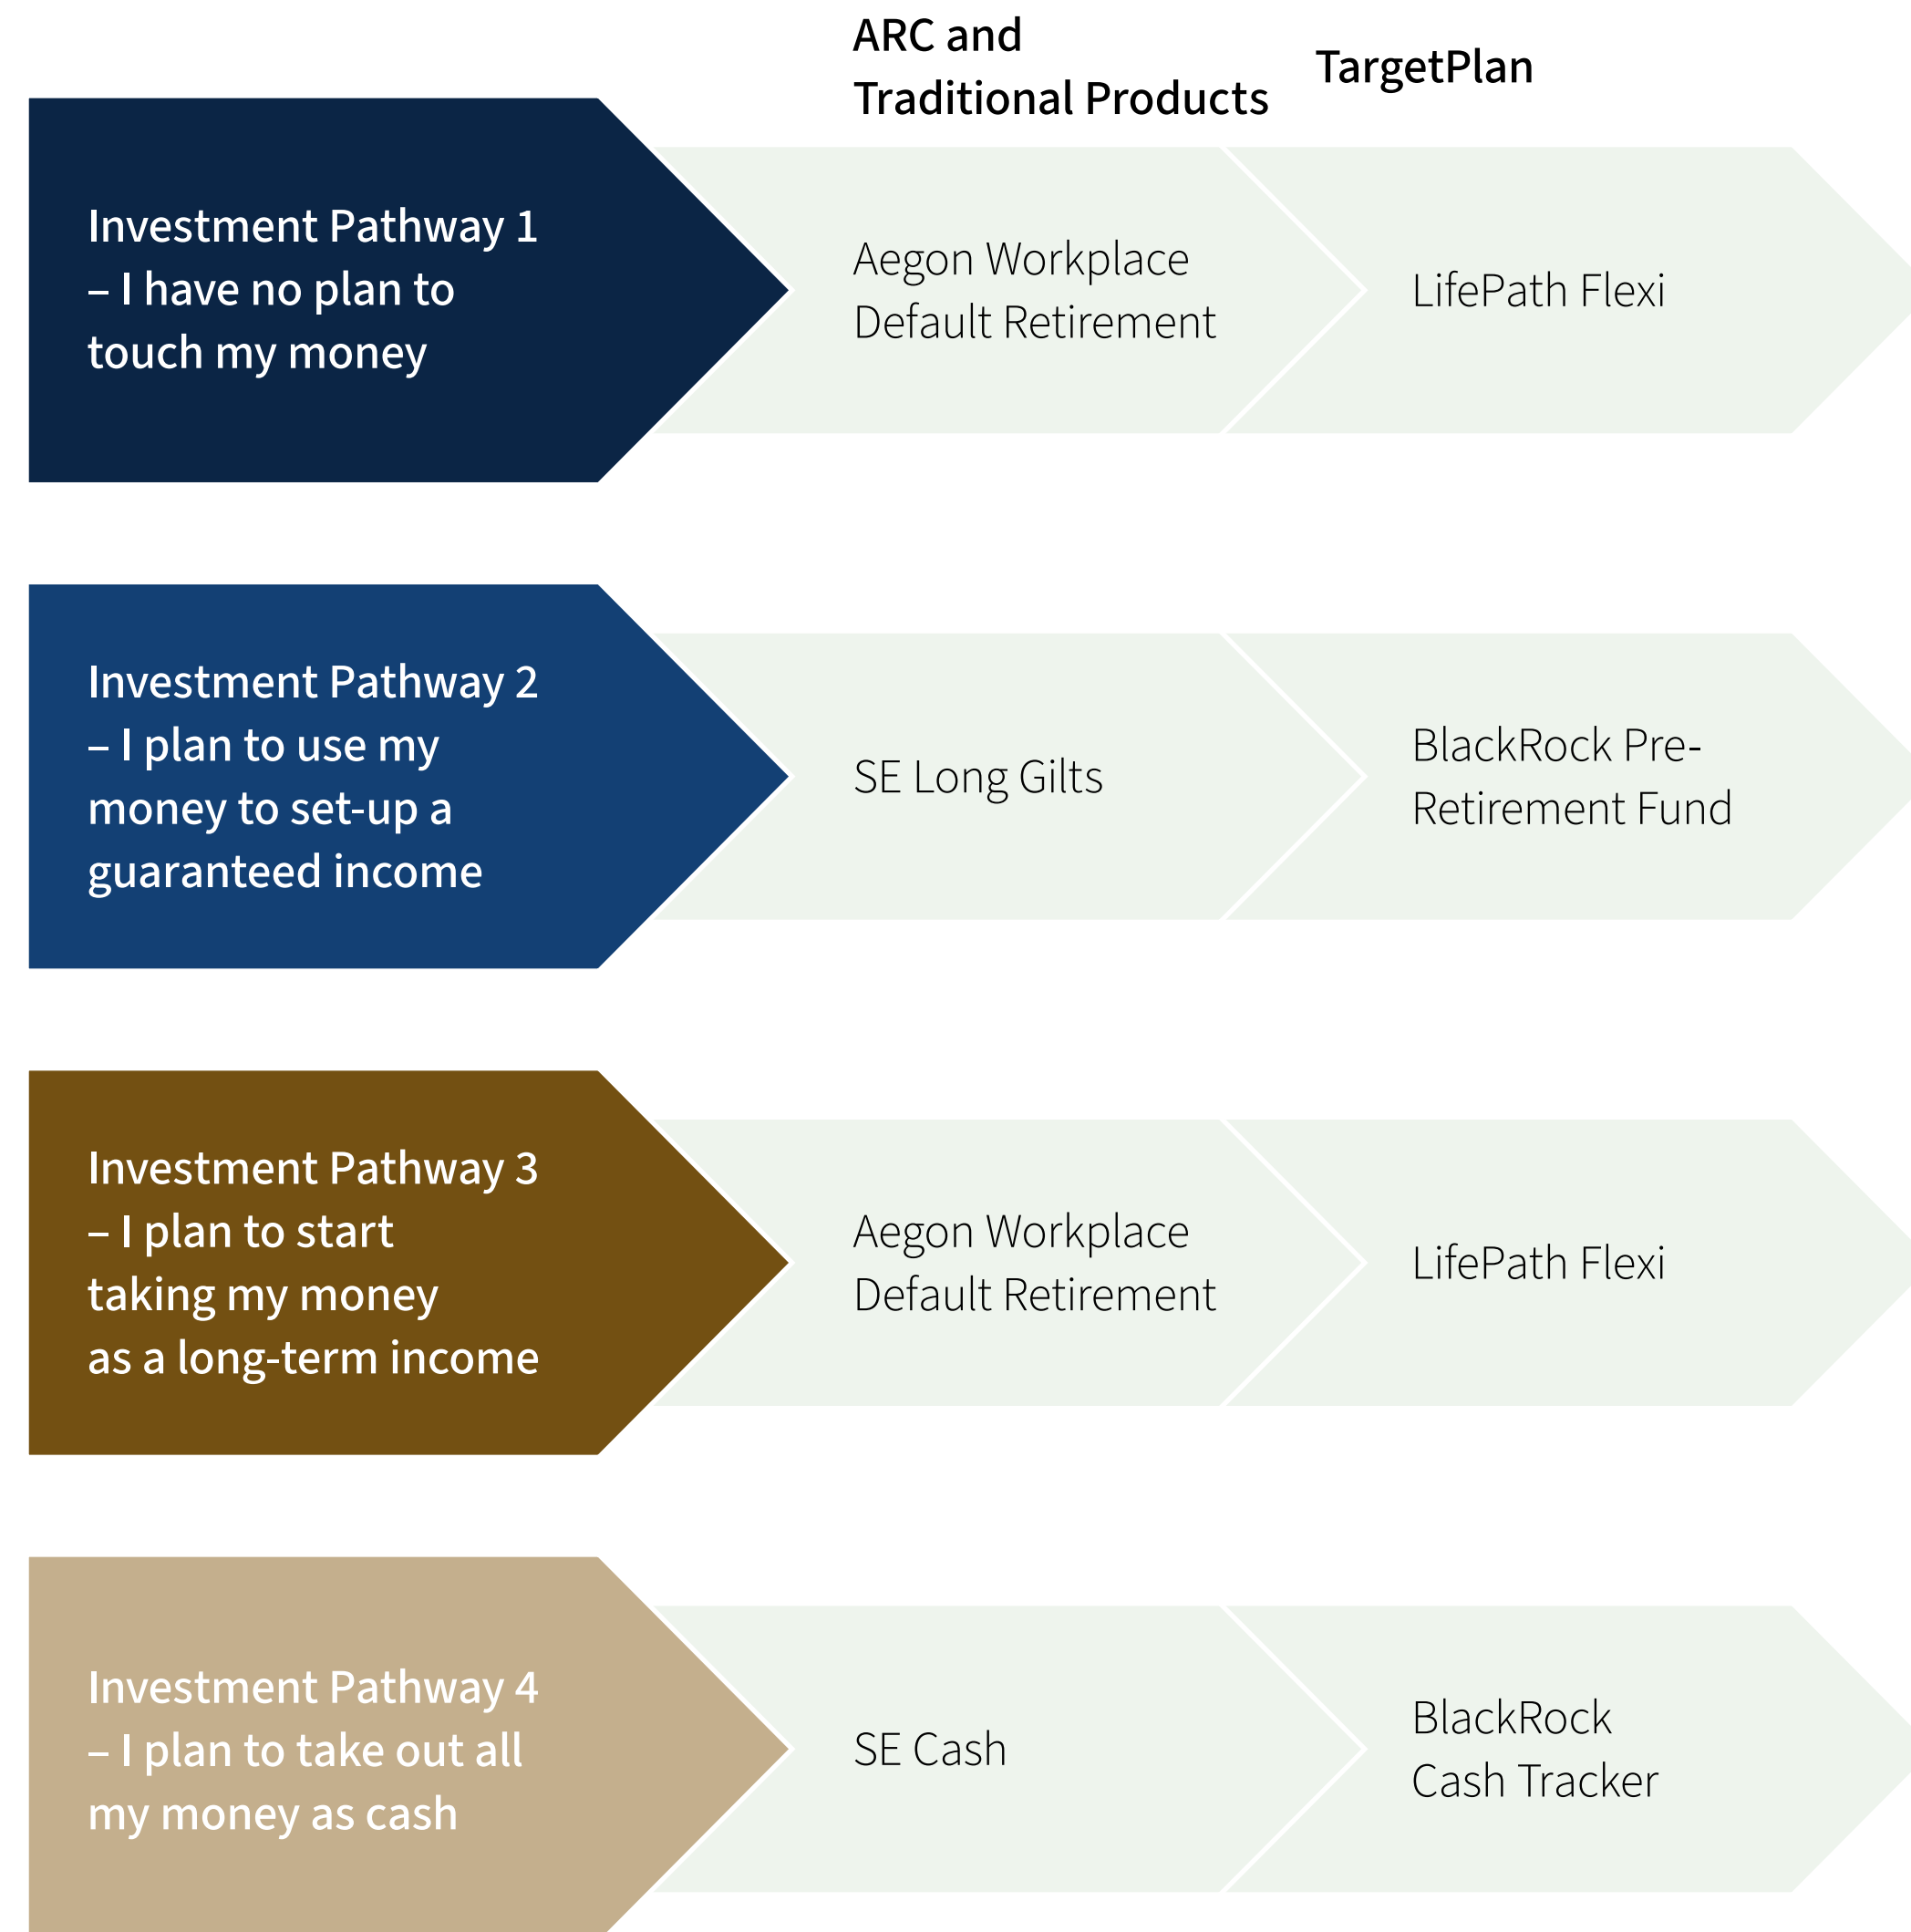 ARC and
Traditional Products
TargetPlan
Investment Pathway 1
– I have no plan to
touch my money
Aegon Workplace
Default Retirement
LifePath Flexi
Investment Pathway 2
– I plan to use my
money to set-up a
guaranteed income
SE Long Gilts
BlackRock Pre-
Retirement Fund
Investment Pathway 3
– I plan to start
taking my money
as a long-term income
Aegon Workplace
Default Retirement
LifePath Flexi
Investment Pathway 4
– I plan to take out all
my money as cash
SE Cash
BlackRock
Cash Tracker